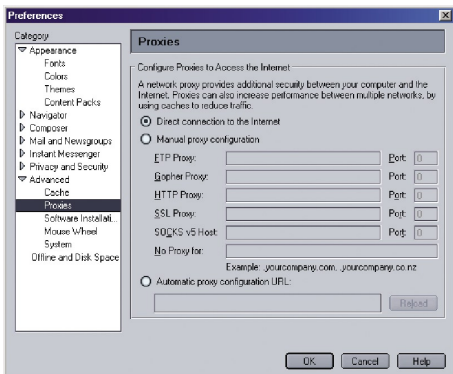 Preferences
Category
Appearance
Fonts
Colors
Themes
Content Packs
Navigator
Composer
Mail and Newsgroups
Instant Messenger
Privacy and Security
Advanced
Cache
Proxies
Software Installati...
Mouse Wheel
System
Offline and Disk Space
Proxies
Configure Proxies to Access the Internet
A network proxy provides additional security between your computer and the
Internet. Proxies can also increase performance between multiple networks, by
using caches to reduce traffic.
Direct connection to the Internet
Manual proxy configuration
FTP Proxy: Port: 0
Gopher Proxy: Port: 0
HTTP Proxy: Port: 0
SSL Proxy: Port: 0
SOCKS v5 Host: Port: 0
No Proxy for:
Example: .yourcompany.com, .yourcompany.co.nz
Automatic proxy configuration URL:
Reload
OK Cancel Help